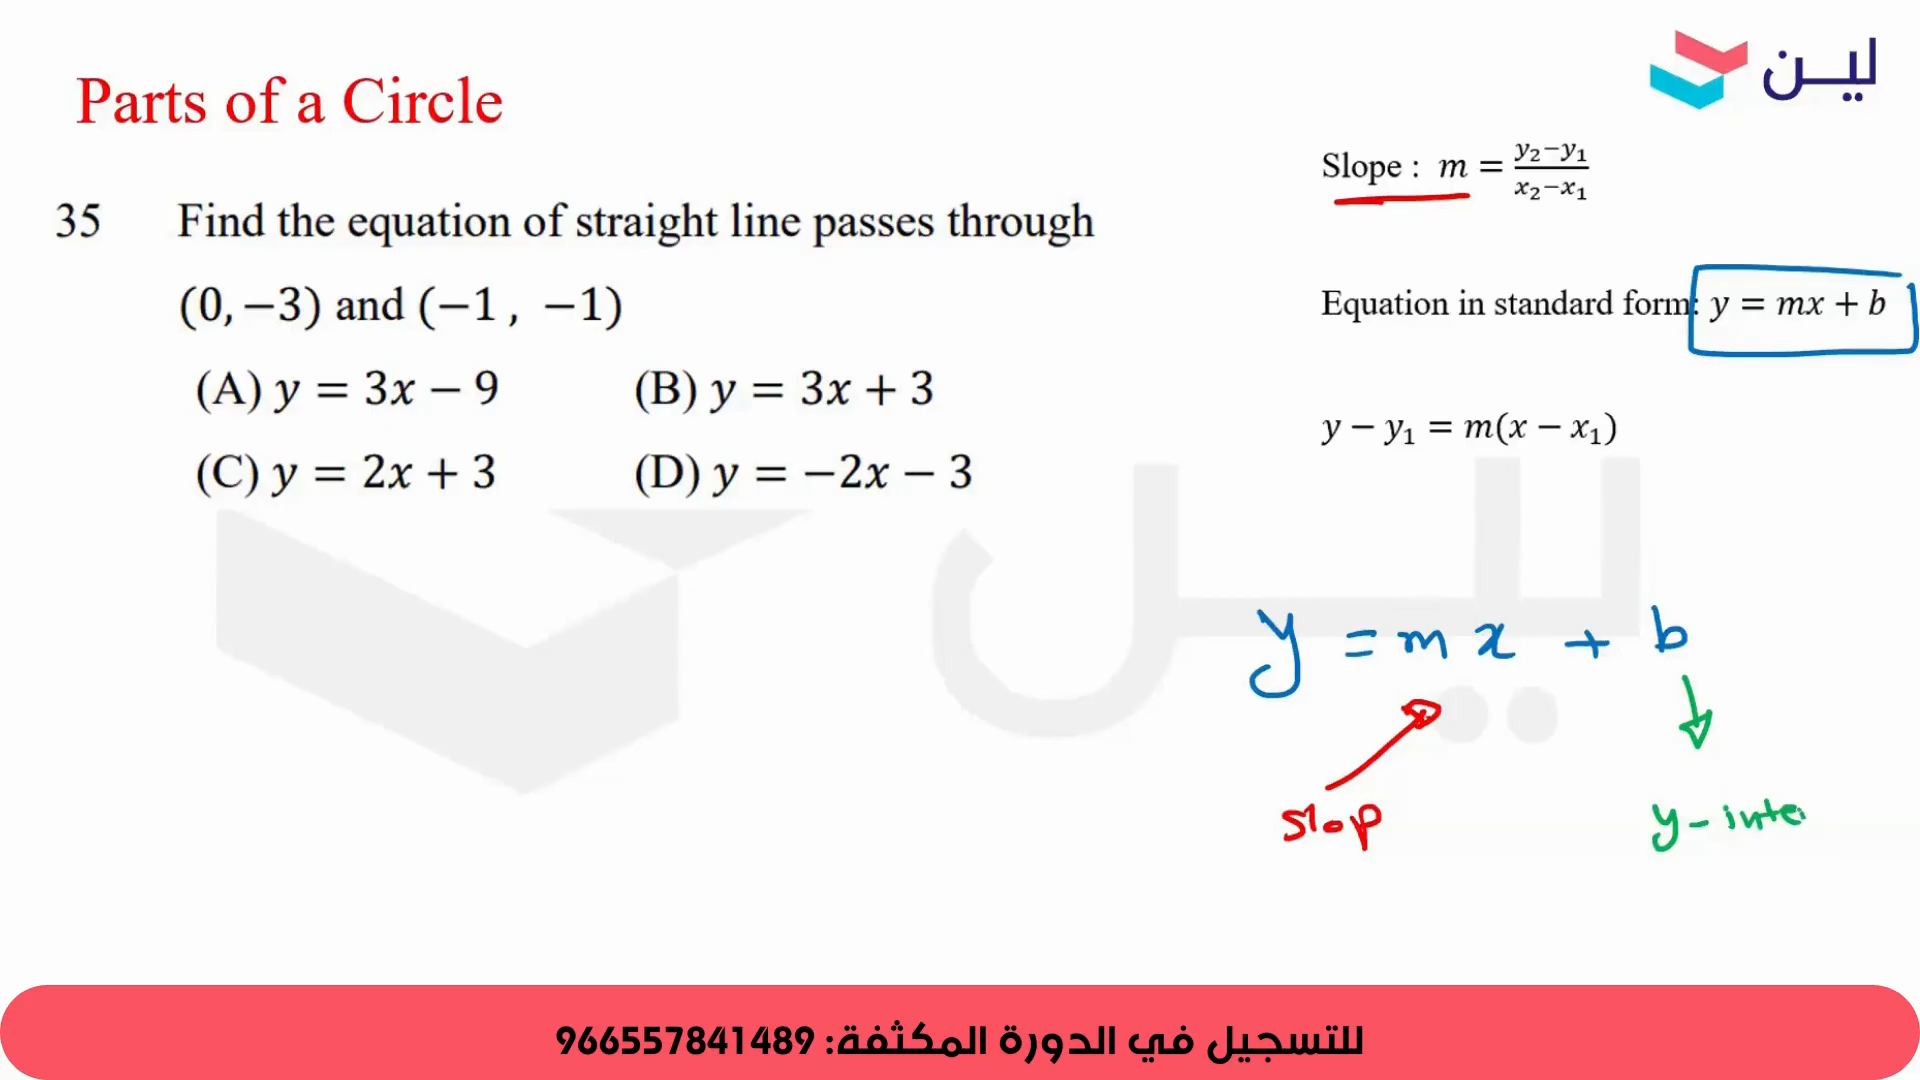 لين
Parts of a Circle
35 Find the equation of straight line passes through
(0, −3) and (−1 , −1)
(A) y = 3x − 9 (B) y = 3x + 3
(C) y = 2x + 3 (D) y = −2x − 3
Slope : m = \frac{y₂−y₁}{x₂−x₁}
Equation in standard form: y = mx + b
y − y₁ = m(x − x₁)
y = m x + b
slop
y - inte
للتسجيل في الدورة المكثفة: 966557841489